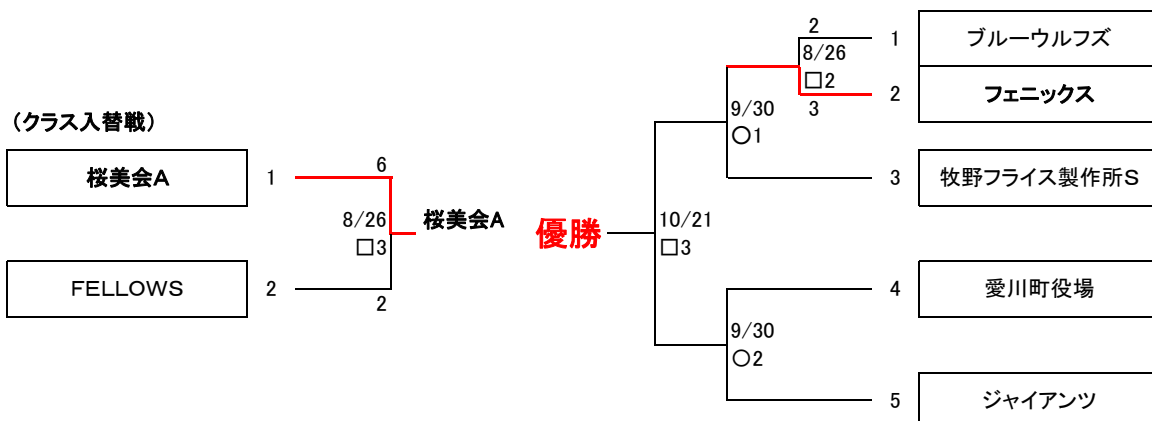 (クラス入替戦)
桜美会A
1
6
8/26
□3
桜美会A
FELLOWS
2
2
優勝
10/21
□3
9/30
○1
2
8/26
□2
3
1
ブルーウルフズ
2
フェニックス
3
牧野フライス製作所S
9/30
○2
4
愛川町役場
5
ジャイアンツ